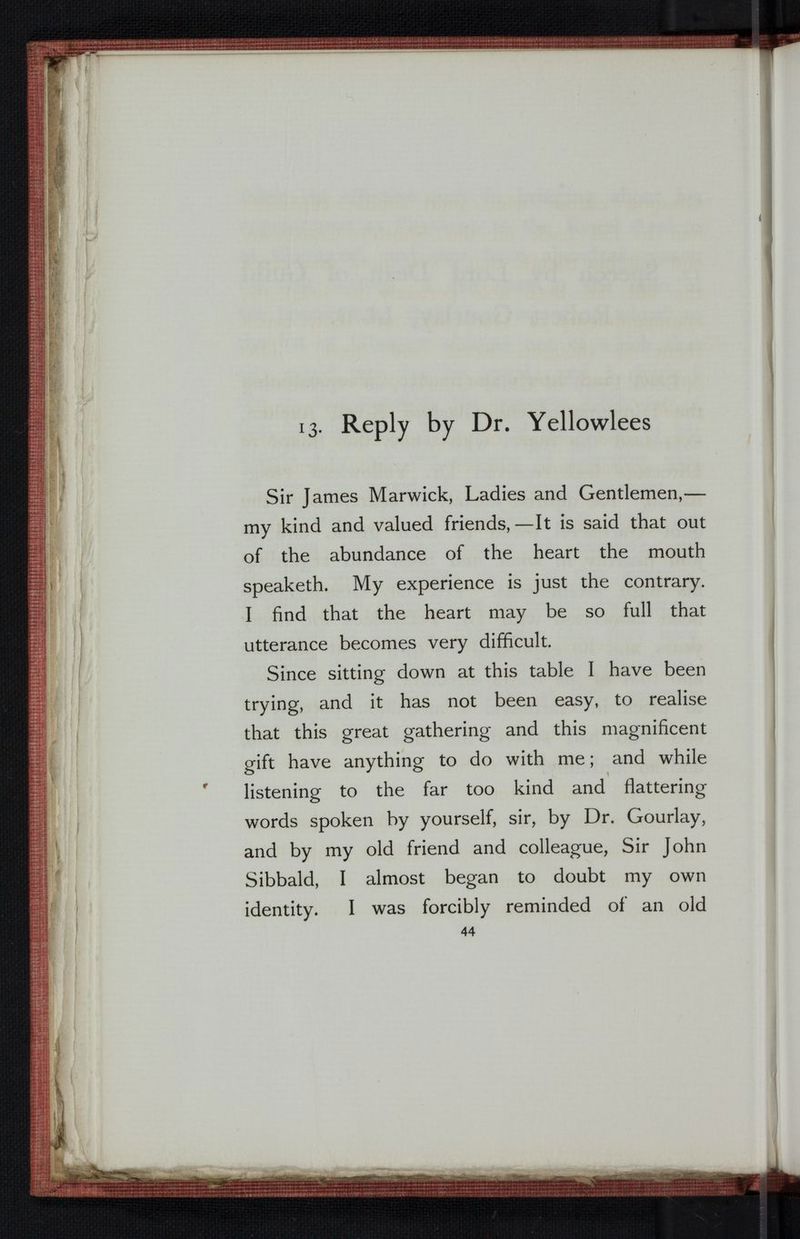 13. Reply by Dr. Yellowlees
Sir James Marwick, Ladies and Gentlemen,—
my kind and valued friends,—It is said that out
of the abundance of the heart the mouth
speaketh. My experience is just the contrary.
I find that the heart may be so full that
utterance becomes very difficult.
Since sitting down at this table I have been
trying, and it has not been easy, to realise
that this great gathering and this magnificent
gift have anything to do with me; and while
listening to the far too kind and flattering
words spoken by yourself, sir, by Dr. Gourlay,
and by my old friend and colleague, Sir John
Sibbald, I almost began to doubt my own
identity. I was forcibly reminded of an old
44